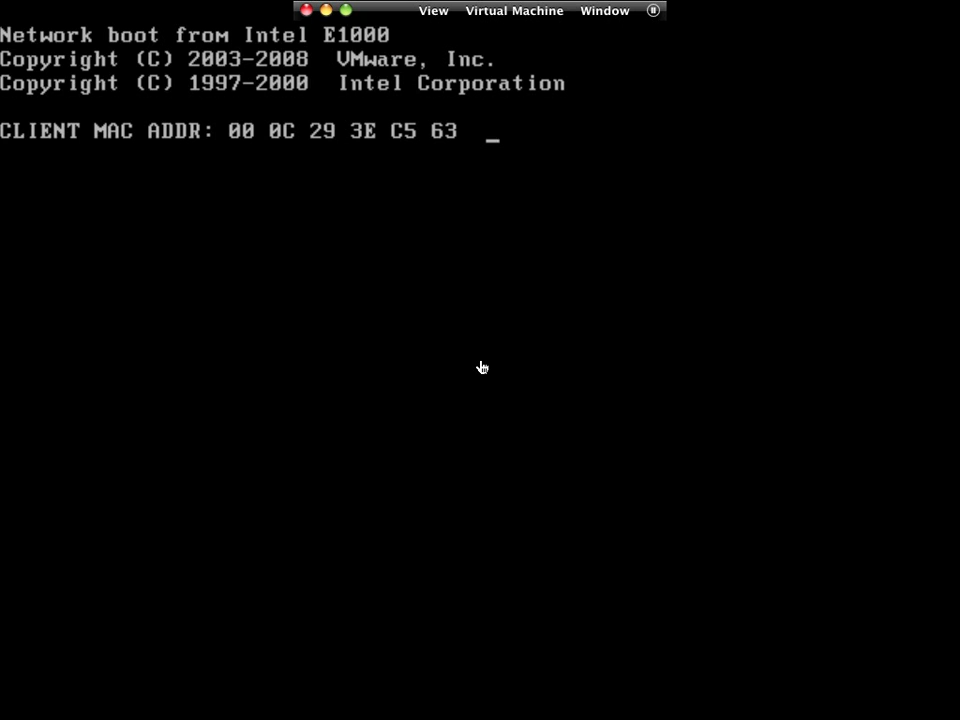 View Virtual Machine Window
Network boot from Intel E1000
Copyright (C) 2003-2008 VMware, Inc.
Copyright (C) 1997-2000 Intel Corporation
CLIENT MAC ADDR: 00 0C 29 3E C5 63 _